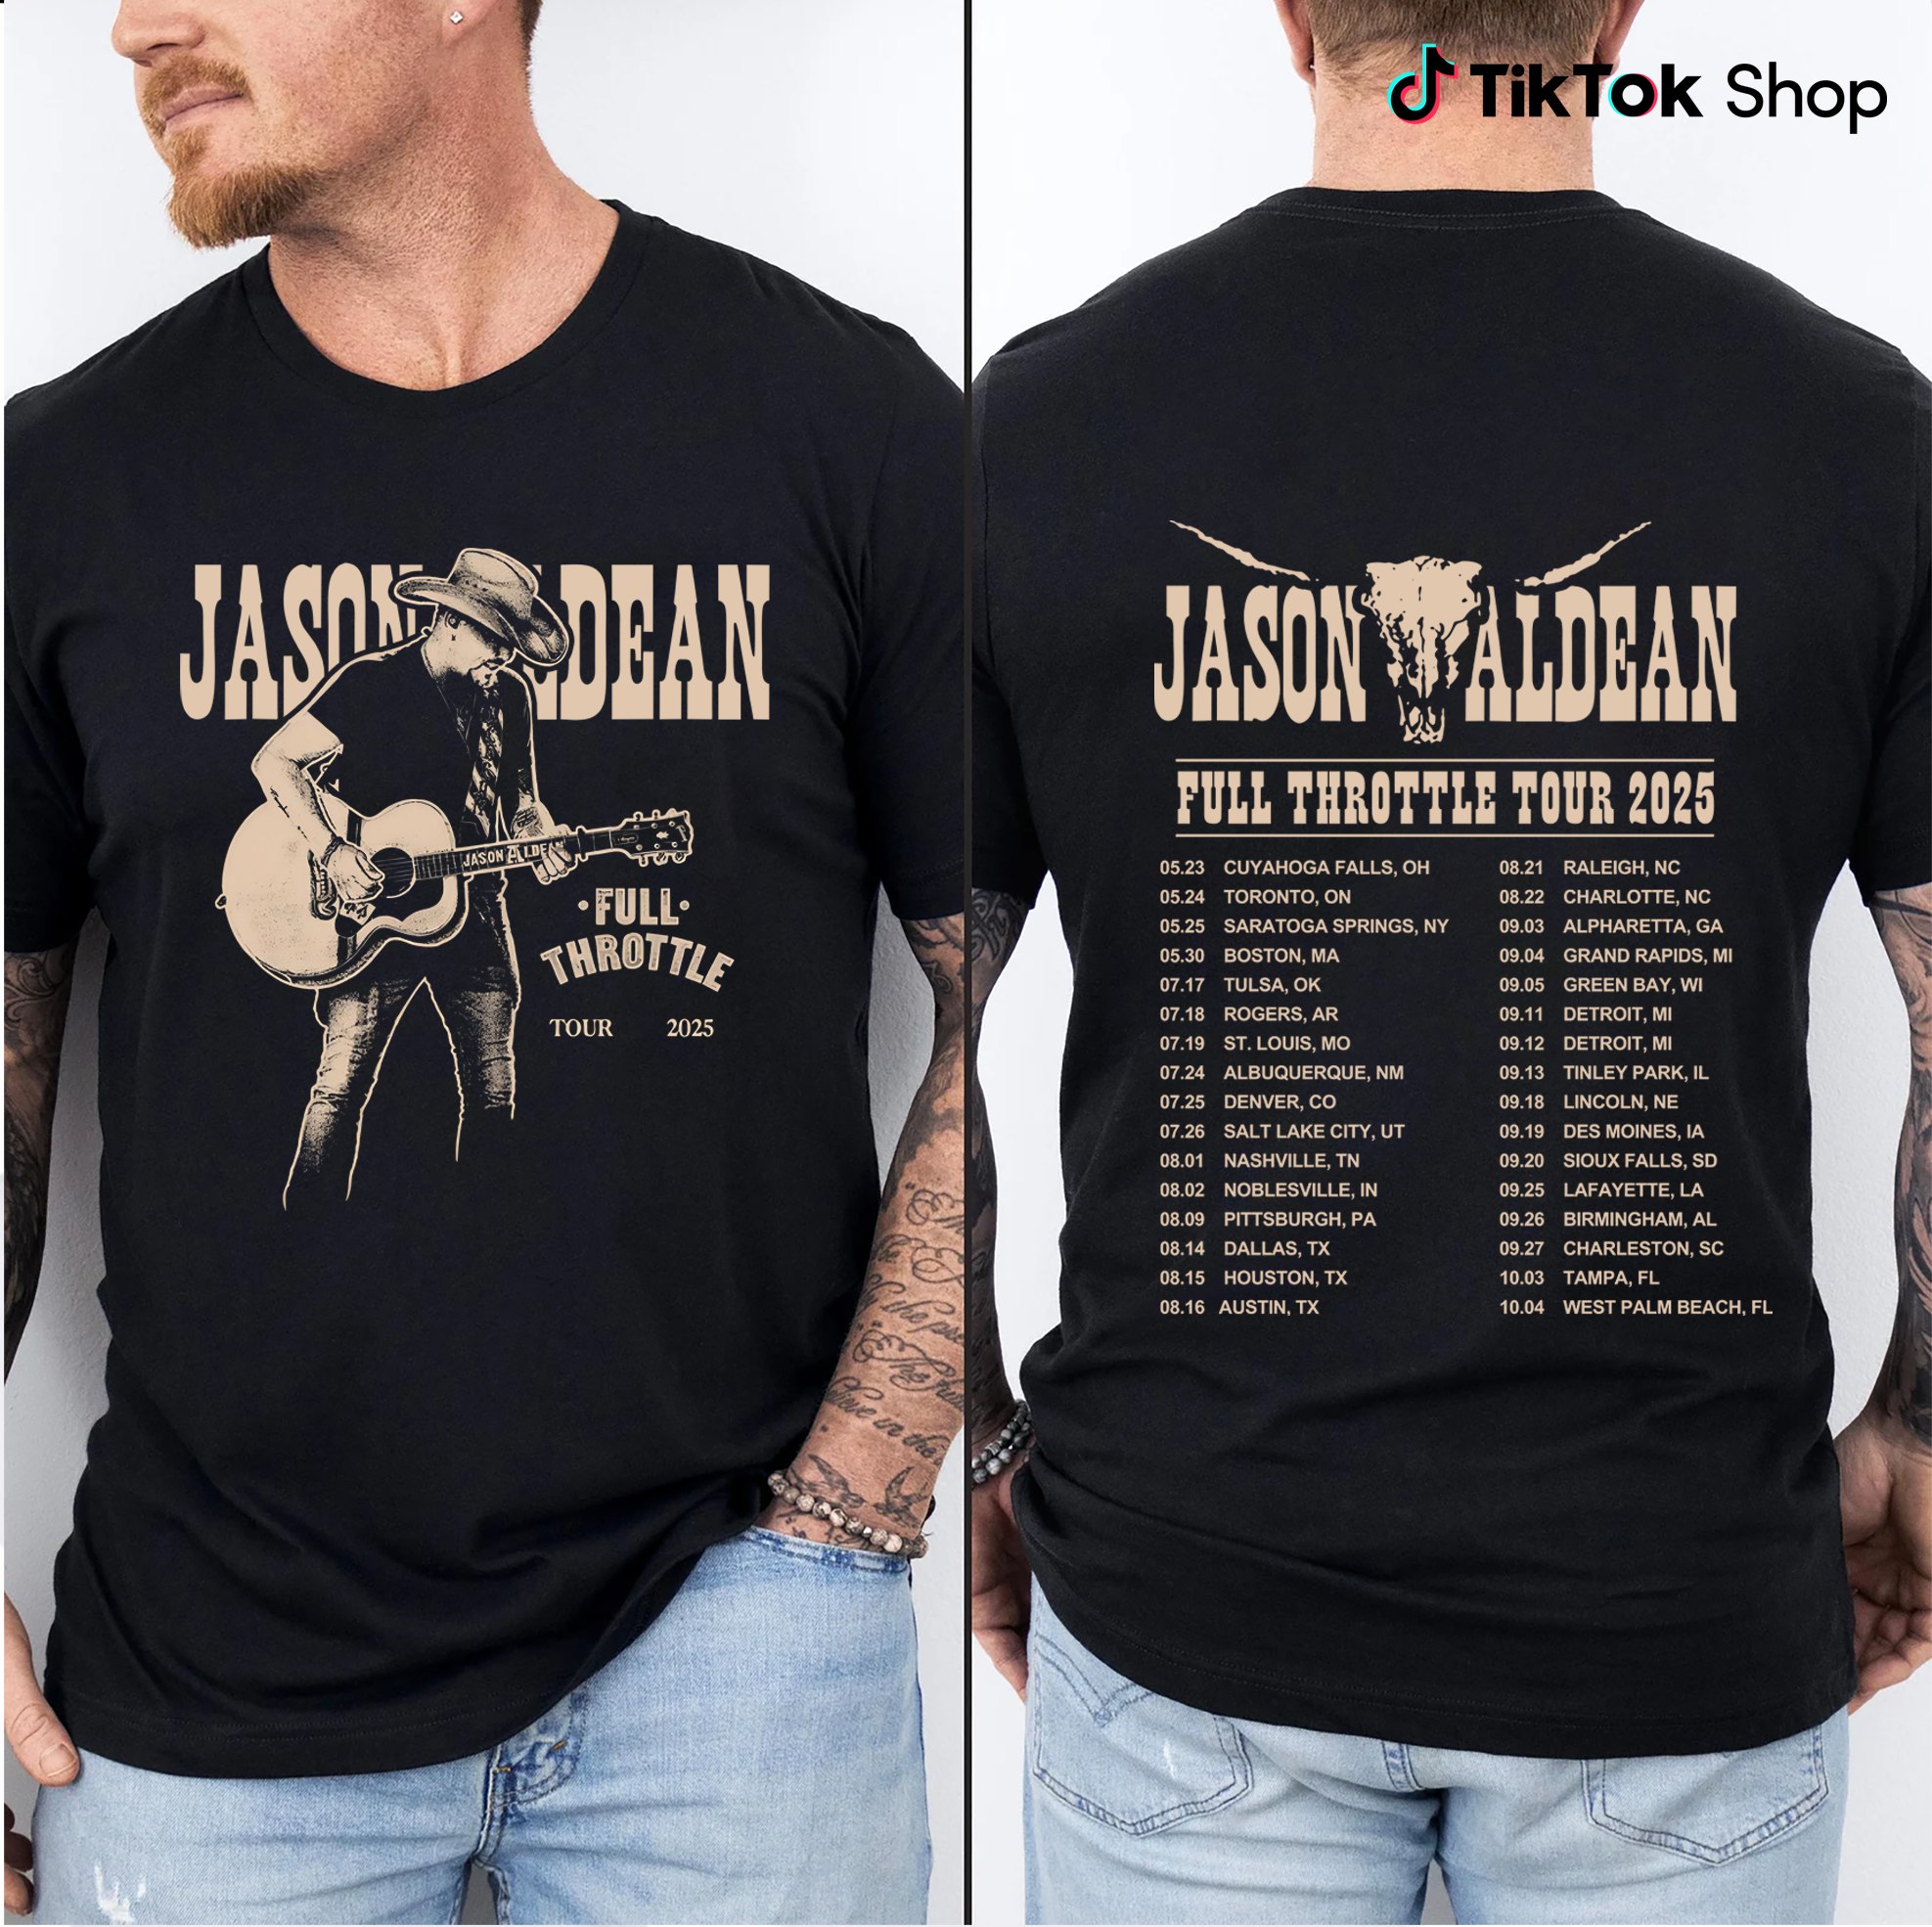 JASON ALDEAN
JASON ALDEAN
·FULL·
THROTTLE
TOUR 2025
TikTok Shop
JASON ALDEAN
FULL THROTTLE TOUR 2025
05.23 CUYAHOGA FALLS, OH
05.24 TORONTO, ON
05.25 SARATOGA SPRINGS, NY
05.30 BOSTON, MA
07.17 TULSA, OK
07.18 ROGERS, AR
07.19 ST. LOUIS, MO
07.24 ALBUQUERQUE, NM
07.25 DENVER, CO
07.26 SALT LAKE CITY, UT
08.01 NASHVILLE, TN
08.02 NOBLESVILLE, IN
08.09 PITTSBURGH, PA
08.14 DALLAS, TX
08.15 HOUSTON, TX
08.16 AUSTIN, TX
08.21 RALEIGH, NC
08.22 CHARLOTTE, NC
09.03 ALPHARETTA, GA
09.04 GRAND RAPIDS, MI
09.05 GREEN BAY, WI
09.11 DETROIT, MI
09.12 DETROIT, MI
09.13 TINLEY PARK, IL
09.18 LINCOLN, NE
09.19 DES MOINES, IA
09.20 SIOUX FALLS, SD
09.25 LAFAYETTE, LA
09.26 BIRMINGHAM, AL
09.27 CHARLESTON, SC
10.03 TAMPA, FL
10.04 WEST PALM BEACH, FL